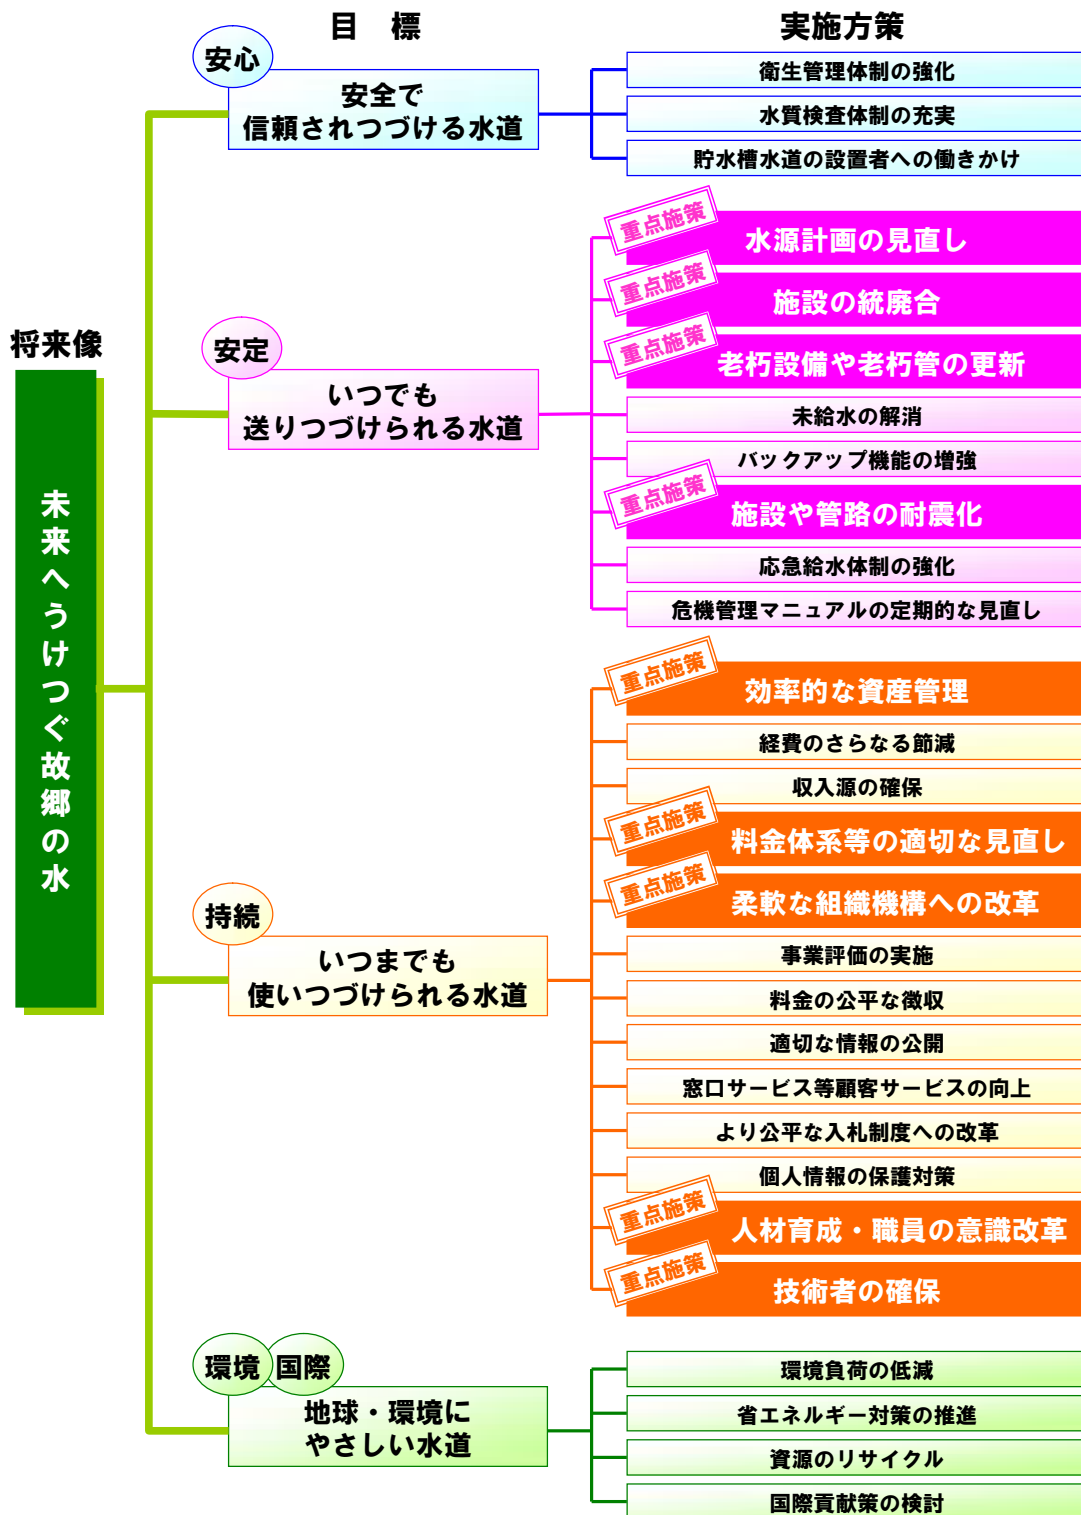 目　標
実施方策
安心
安全で
信頼されつづける水道
衛生管理体制の強化
水質検査体制の充実
貯水槽水道の設置者への働きかけ
将来像
未来へうけつぐ故郷の水
安定
いつでも
送りつづけられる水道
重点施策
水源計画の見直し
重点施策
施設の統廃合
重点施策
老朽設備や老朽管の更新
未給水の解消
バックアップ機能の増強
重点施策
施設や管路の耐震化
応急給水体制の強化
危機管理マニュアルの定期的な見直し
持続
いつまでも
使いつづけられる水道
重点施策
効率的な資産管理
経費のさらなる節減
収入源の確保
重点施策
料金体系等の適切な見直し
重点施策
柔軟な組織機構への改革
事業評価の実施
料金の公平な徴収
適切な情報の公開
窓口サービス等顧客サービスの向上
より公平な入札制度への改革
個人情報の保護対策
重点施策
人材育成・職員の意識改革
重点施策
技術者の確保
環境
国際
地球・環境に
やさしい水道
環境負荷の低減
省エネルギー対策の推進
資源のリサイクル
国際貢献策の検討